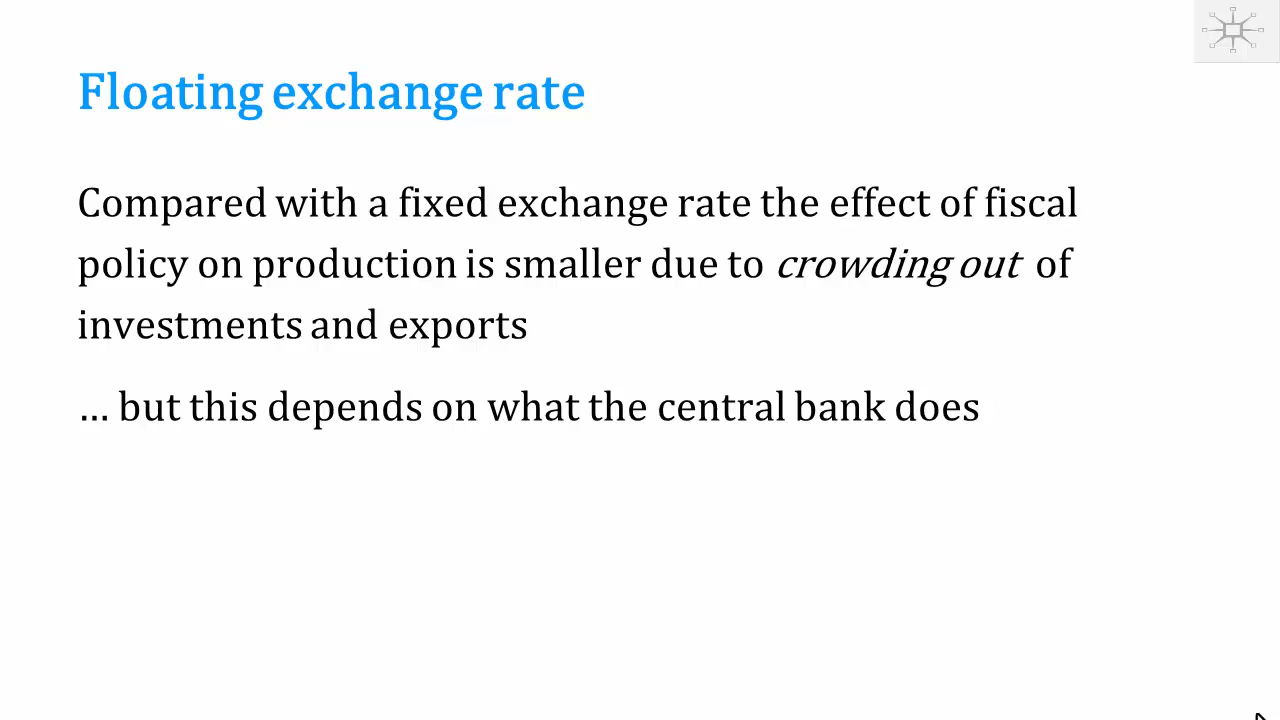 Floating exchange rate
Compared with a fixed exchange rate the effect of fiscal
policy on production is smaller due to crowding out of
investments and exports
... but this depends on what the central bank does